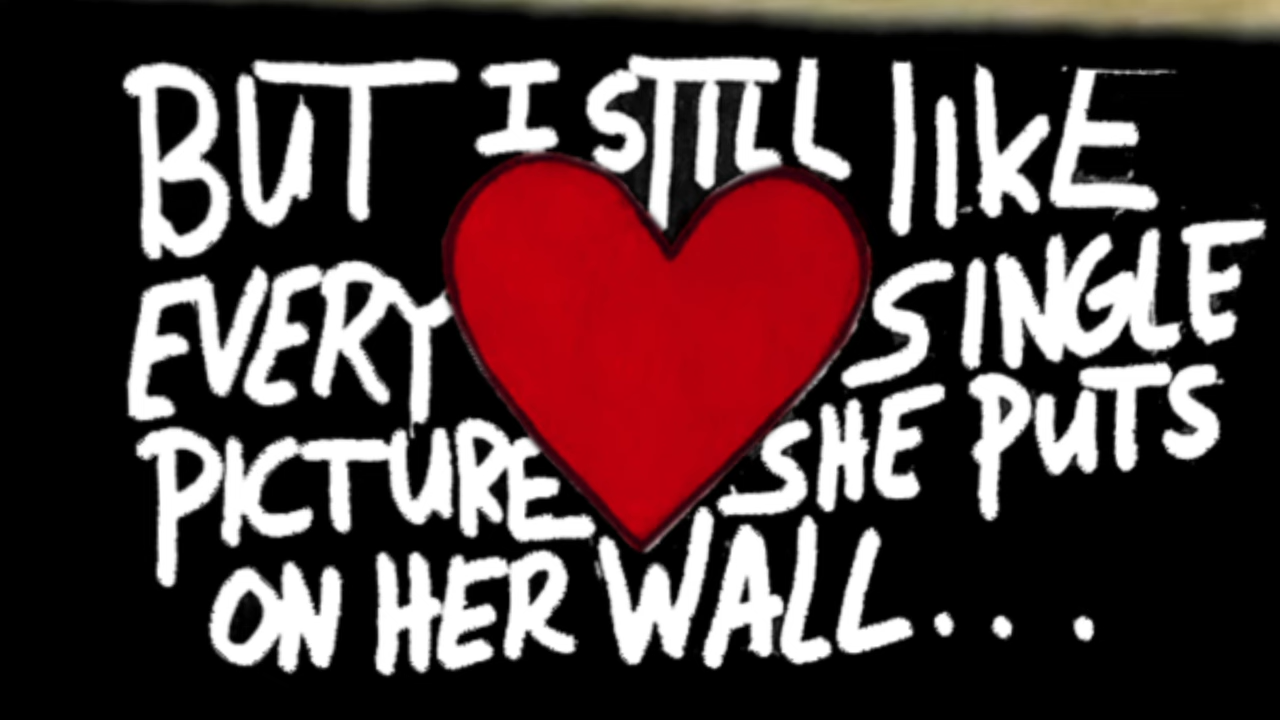 BUT I STILL lIkE
EVERY SINGLE
PICTURE SHE PUTS
ON HER WALL...